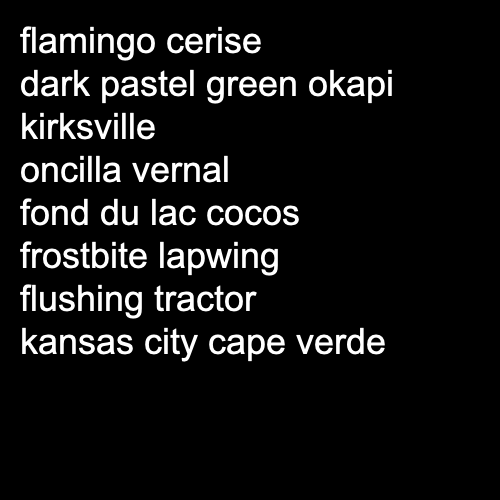 flamingo cerise
dark pastel green okapi
kirksville
oncilla vernal
fond du lac cocos
frostbite lapwing
flushing tractor
kansas city cape verde